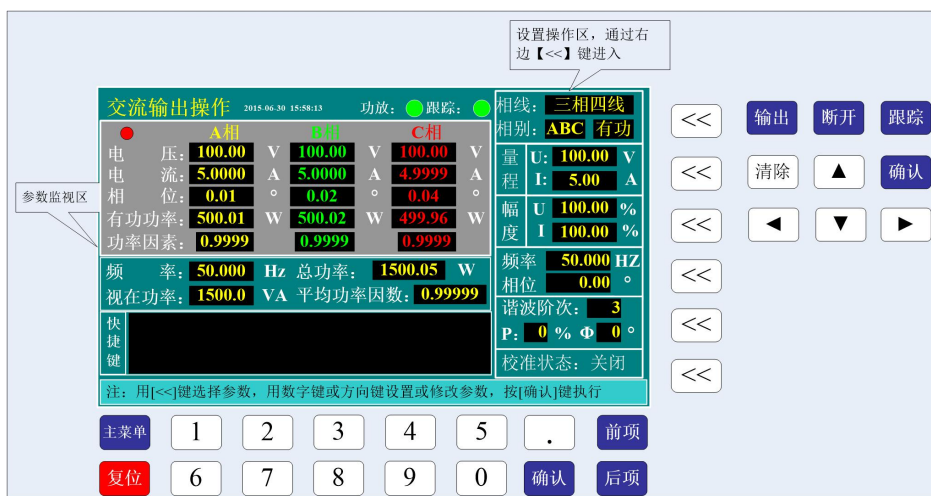 设置操作区，通过右
边【<<】键进入
参数监视区
交流输出操作 2015-06-30 15:58:13 功放： 跟踪：
A相 B相 C相
电 压： 100.00 V 100.00 V 100.00 V
电 流： 5.0000 A 5.0000 A 4.9999 A
相 位： 0.01 ° 0.02 ° 0.04 °
有功功率： 500.01 W 500.02 W 499.96 W
功率因素： 0.9999 0.9999 0.9999
频 率： 50.000 Hz 总功率： 1500.05 W
视在功率： 1500.0 VA 平均功率因数： 0.99999
快
捷
键
注：用[<<]键选择参数，用数字键或方向键设置或修改参数，按[确认]键执行
相线： 三相四线
相别： ABC 有功
量程 U: 100.00 V
I: 5.00 A
幅度 U 100.00 %
I 100.00 %
频率 50.000 HZ
相位 0.00 °
谐波阶次： 3
P: 0 % Φ 0 °
校准状态：关闭
<<
<<
<<
<<
<<
<<
输出 断开 跟踪
清除 ▲ 确认
◄ ▼ ►
主菜单 1 2 3 4 5 . 前项
复位 6 7 8 9 0 确认 后项